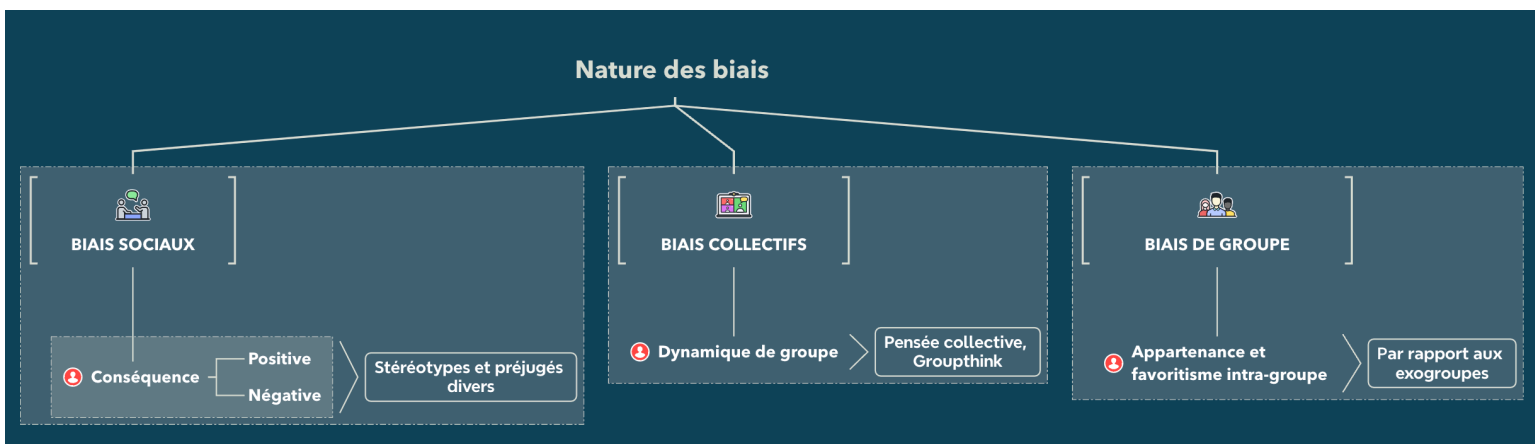 Nature des biais
BIAIS SOCIAUX
Conséquence
Positive
Négative
Stéréotypes et préjugés
divers
BIAIS COLLECTIFS
Dynamique de groupe
Pensée collective,
Groupthink
BIAIS DE GROUPE
Appartenance et
favoritisme intra-groupe
Par rapport aux
exogroupes